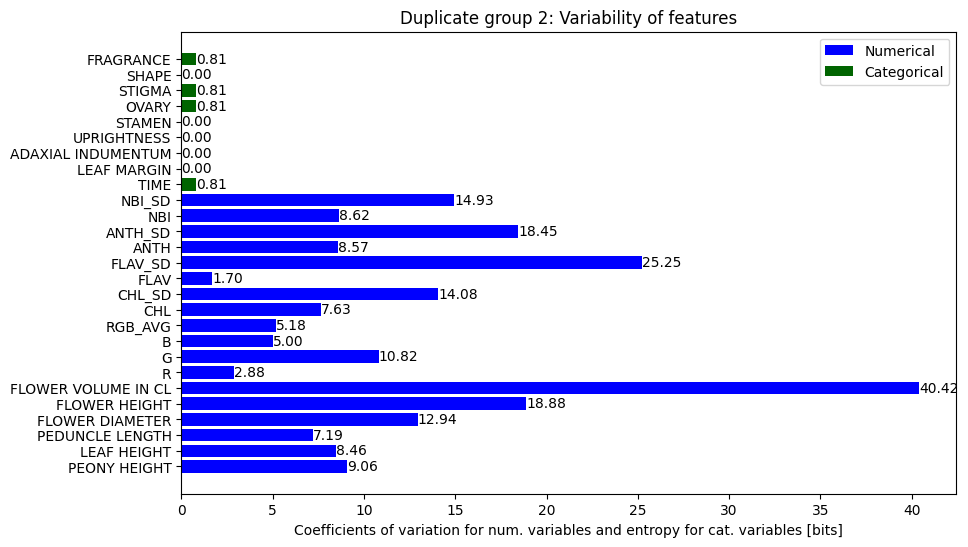 Duplicate group 2: Variability of features
Numerical
Categorical
FRAGRANCE 0.81
SHAPE 0.00
STIGMA 0.81
OVARY 0.81
STAMEN 0.00
UPRIGHTNESS 0.00
ADAXIAL INDUMENTUM 0.00
LEAF MARGIN 0.00
TIME 0.81
NBI_SD 14.93
NBI 8.62
ANTH_SD 18.45
ANTH 8.57
FLAV_SD 25.25
FLAV 1.70
CHL_SD 14.08
CHL 7.63
RGB_AVG 5.18
B 5.00
G 10.82
R 2.88
FLOWER VOLUME IN CL 40.42
FLOWER HEIGHT 18.88
FLOWER DIAMETER 12.94
PEDUNCLE LENGTH 7.19
LEAF HEIGHT 8.46
PEONY HEIGHT 9.06
0 5 10 15 20 25 30 35 40
Coefficients of variation for num. variables and entropy for cat. variables [bits]